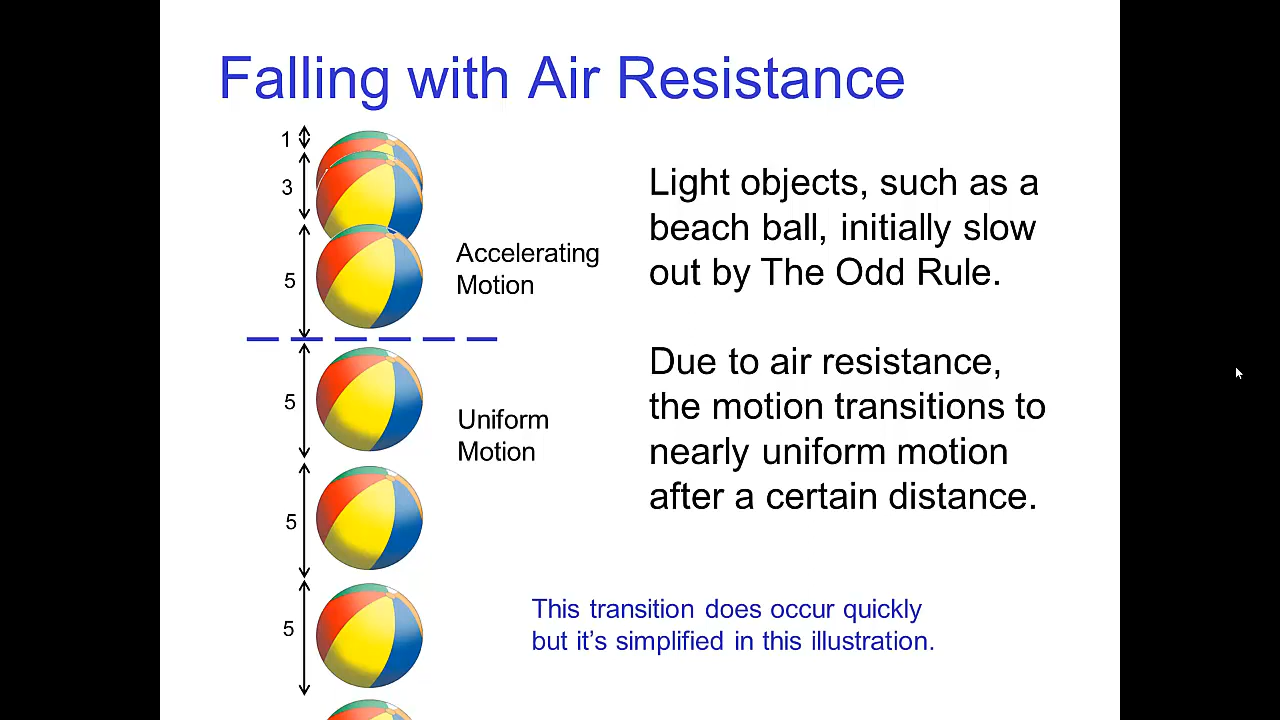 Falling with Air Resistance
1
3
5
Accelerating
Motion
5
Uniform
Motion
5
5
Light objects, such as a
beach ball, initially slow
out by The Odd Rule.
Due to air resistance,
the motion transitions to
nearly uniform motion
after a certain distance.
This transition does occur quickly
but it’s simplified in this illustration.